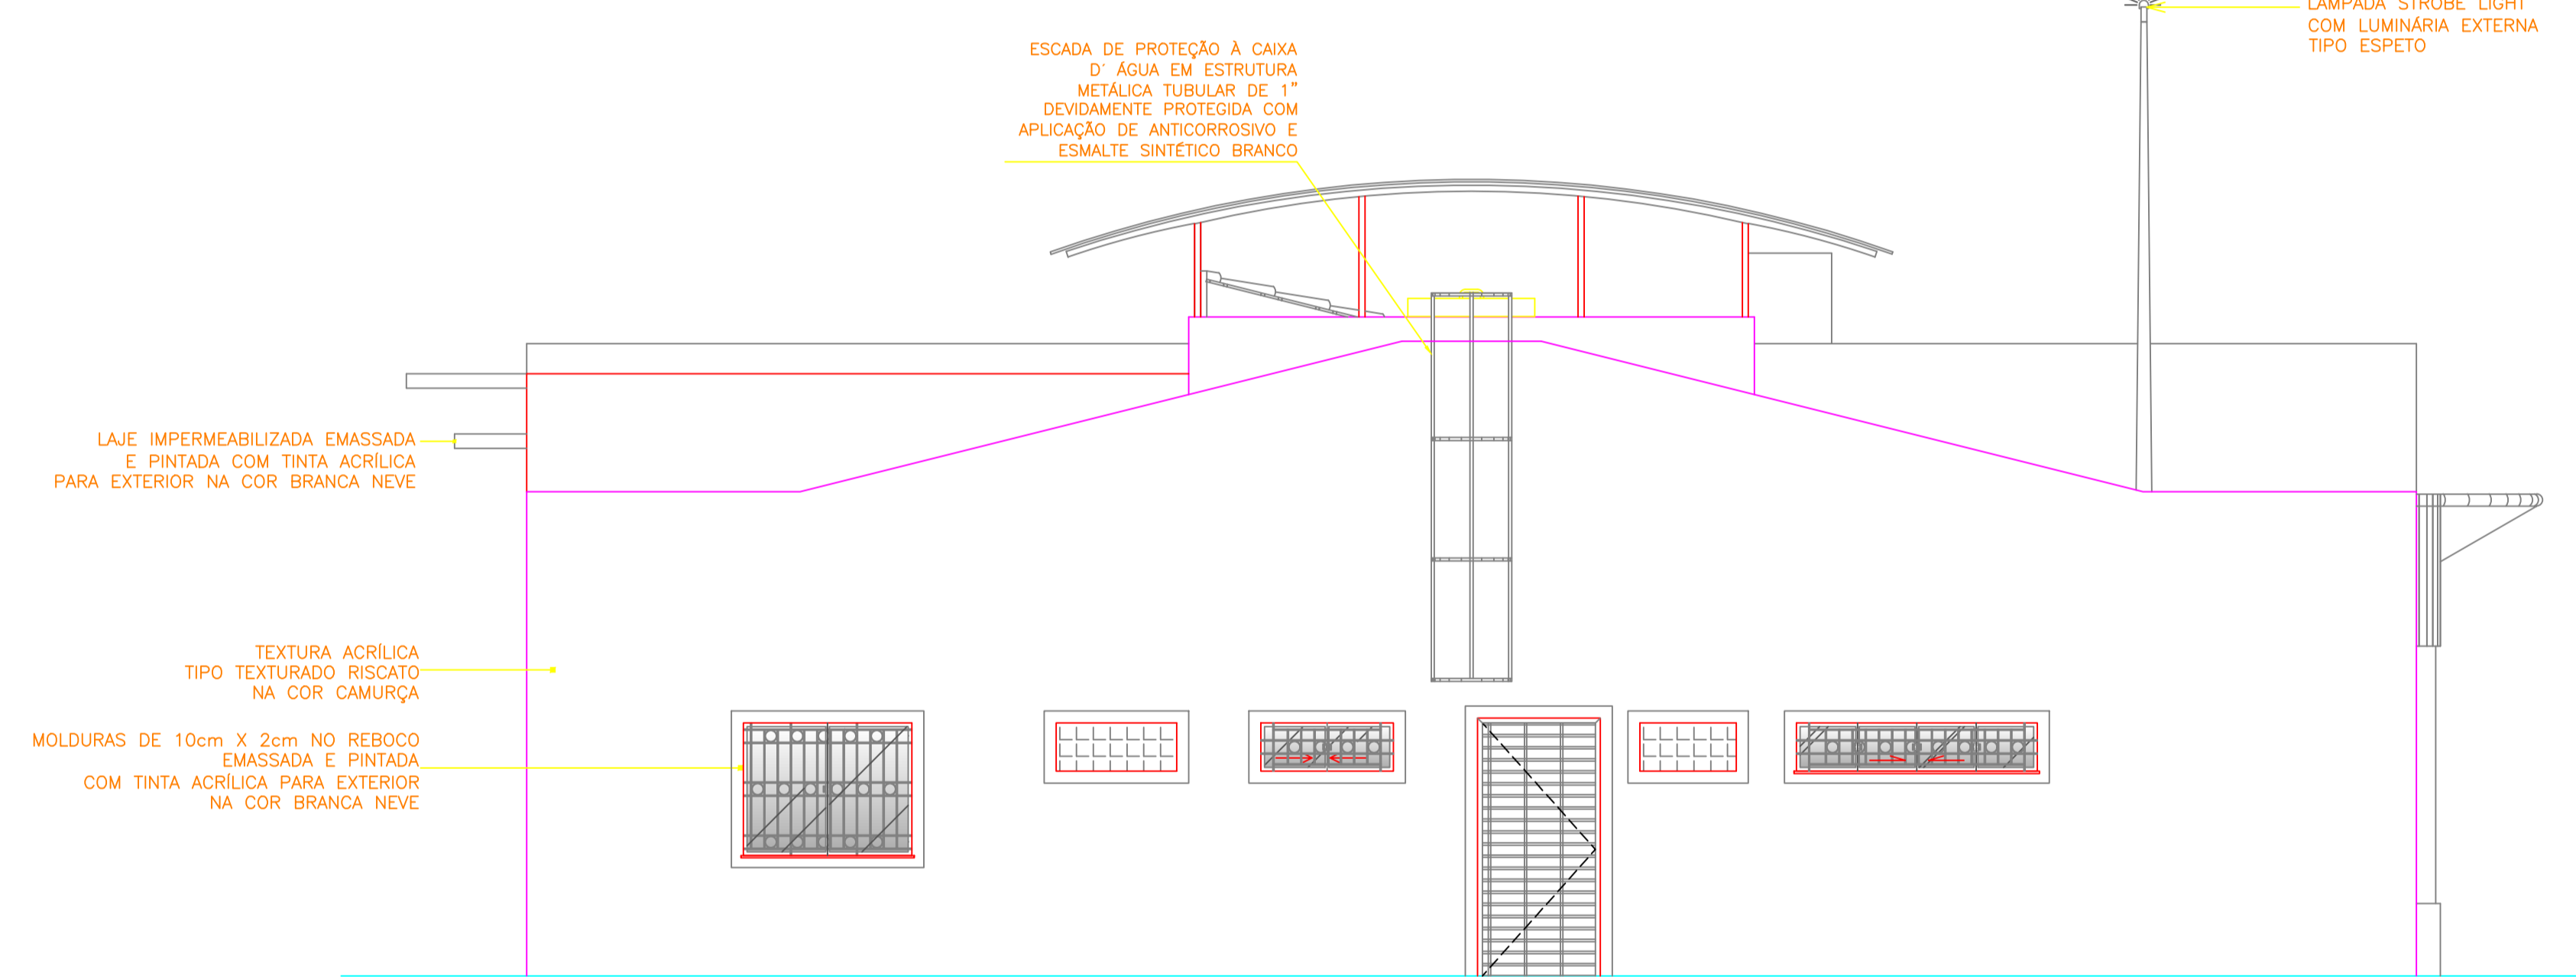 LÂMPADA STROBE LIGHT
COM LUMINÁRIA EXTERNA
TIPO ESPETO
ESCADA DE PROTEÇÃO À CAIXA
D´ ÁGUA EM ESTRUTURA
METÁLICA TUBULAR DE 1”
DEVIDAMENTE PROTEGIDA COM
APLICAÇÃO DE ANTICORROSIVO E
ESMALTE SINTÉTICO BRANCO
LAJE IMPERMEABILIZADA EMASSADA
E PINTADA COM TINTA ACRÍLICA
PARA EXTERIOR NA COR BRANCA NEVE
TEXTURA ACRÍLICA
TIPO TEXTURADO RISCATO
NA COR CAMURÇA
MOLDURAS DE 10cm X 2cm NO REBOCO
EMASSADA E PINTADA
COM TINTA ACRÍLICA PARA EXTERIOR
NA COR BRANCA NEVE